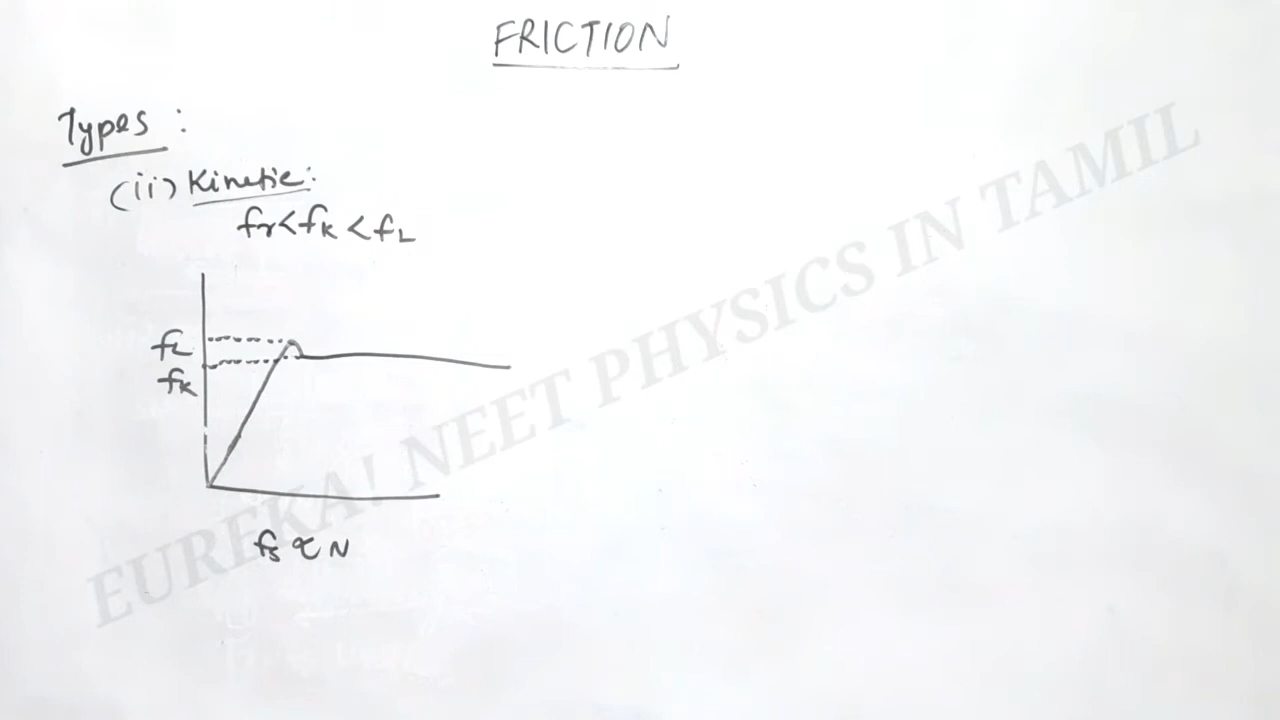 FRICTION
Types :
(ii) Kinetic:
fr < fK < fL
fL
fK
fs ∝ N
EUREKA! NEET PHYSICS IN TAMIL